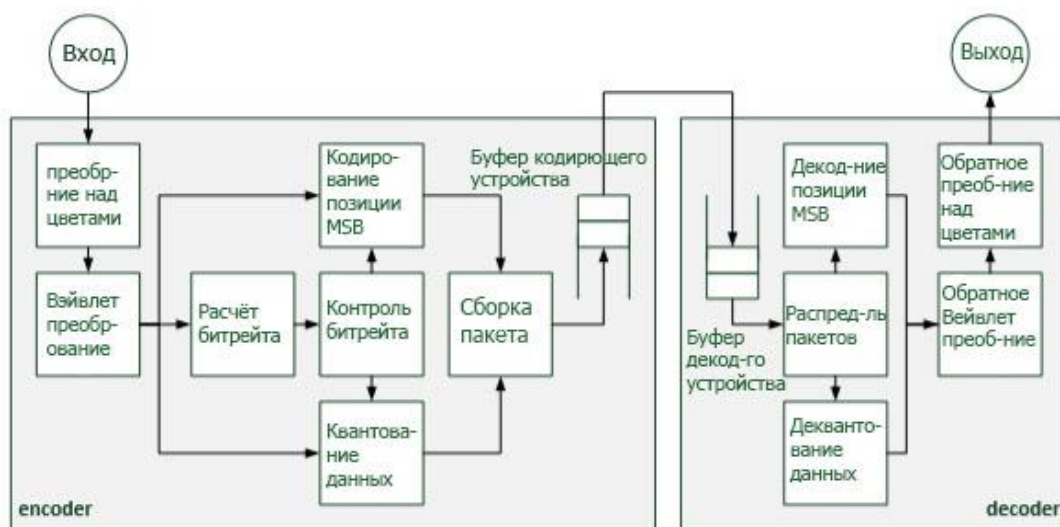 Вход
преобр-
ние над
цветами
Вэйвлет
преобр-
ование
Расчёт
битрейта
Кодиро-
вание
позиции
MSB
Контроль
битрейта
Квантова-
ние
данных
Сборка
пакета
Буфер кодирющего
устройства
encoder
Выход
Буфер
декод-го
устройства
Декод-ние
позиции
MSB
Распред-ль
пакетов
Декванто-
вание
данных
Обратное
преоб-ние
над
цветами
Обратное
Вейвлет
преоб-ние
decoder